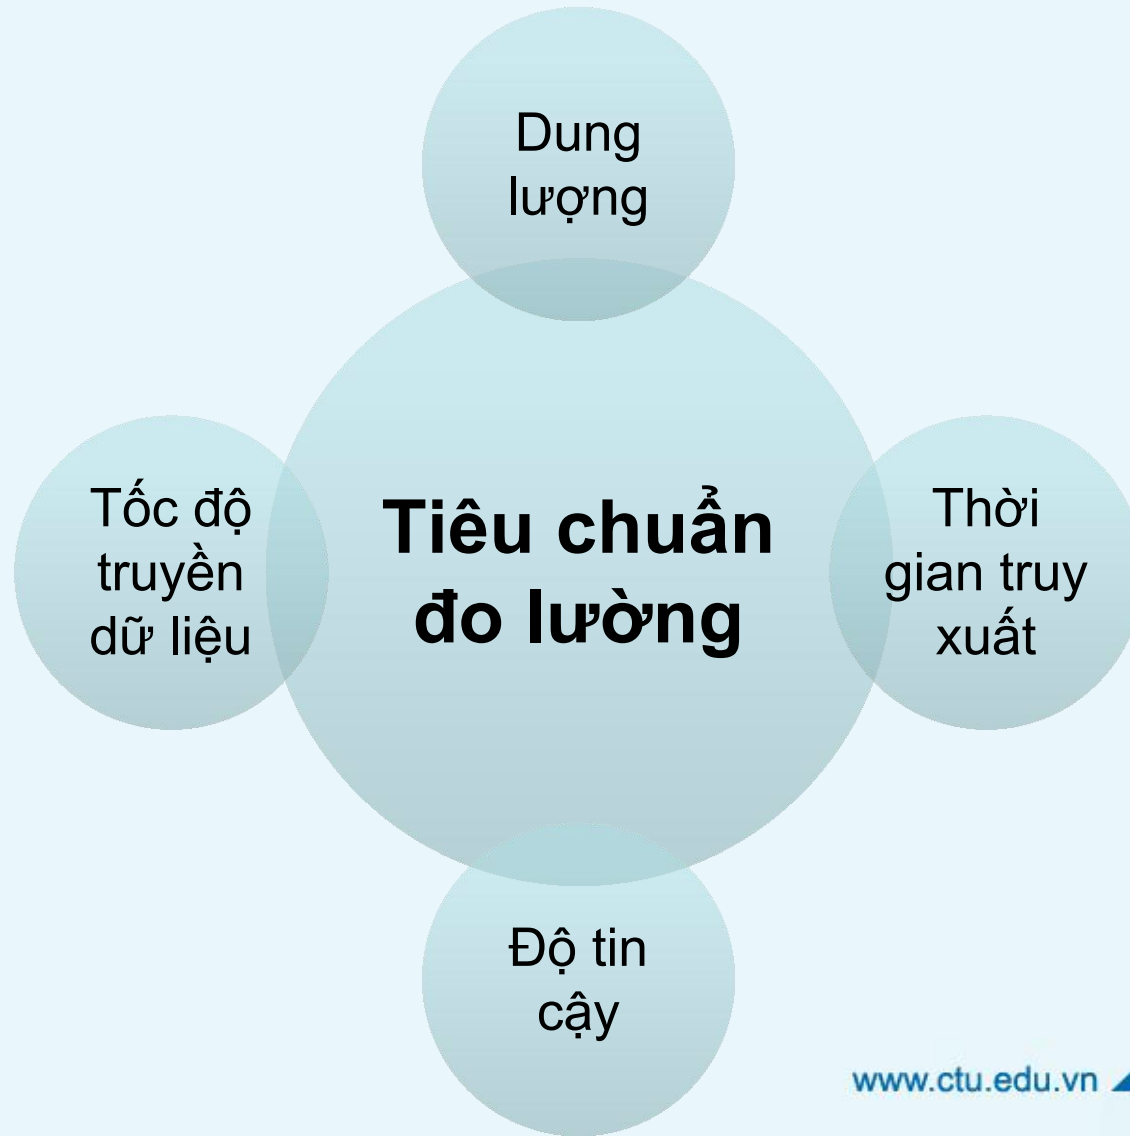 Dung
lượng
Tốc độ
truyền
dữ liệu
Tiêu chuẩn
đo lường
Thời
gian truy
xuất
Độ tin
cậy
www.ctu.edu.vn